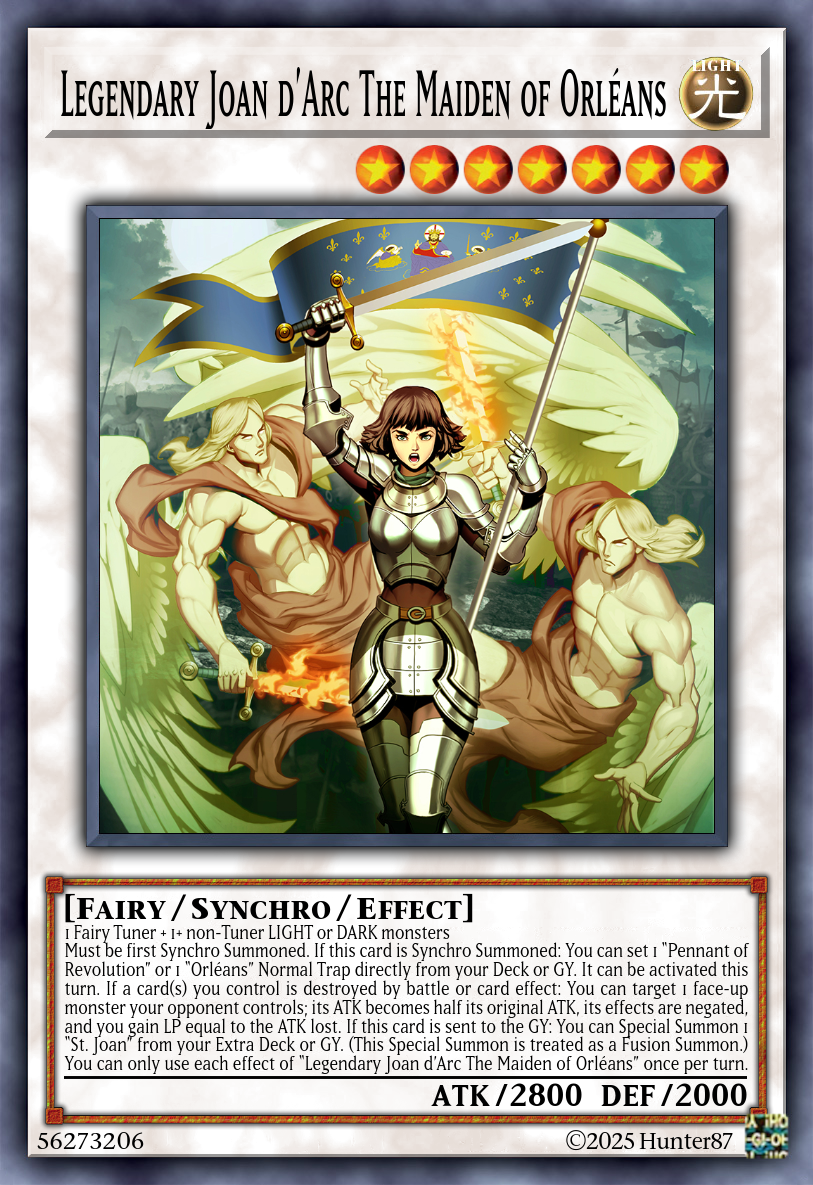 Legendary Joan d'Arc The Maiden of Orléans
LIGHT
光
[Fairy / Synchro / Effect]
1 Fairy Tuner + 1+ non-Tuner LIGHT or DARK monsters
Must be first Synchro Summoned. If this card is Synchro Summoned: You can set 1 “Pennant of
Revolution” or 1 “Orléans” Normal Trap directly from your Deck or GY. It can be activated this
turn. If a card(s) you control is destroyed by battle or card effect: You can target 1 face-up
monster your opponent controls; its ATK becomes half its original ATK, its effects are negated,
and you gain LP equal to the ATK lost. If this card is sent to the GY: You can Special Summon 1
“St. Joan” from your Extra Deck or GY. (This Special Summon is treated as a Fusion Summon.)
You can only use each effect of “Legendary Joan d’Arc The Maiden of Orléans” once per turn.
ATK/2800 DEF/2000
56273206
©2025 Hunter87